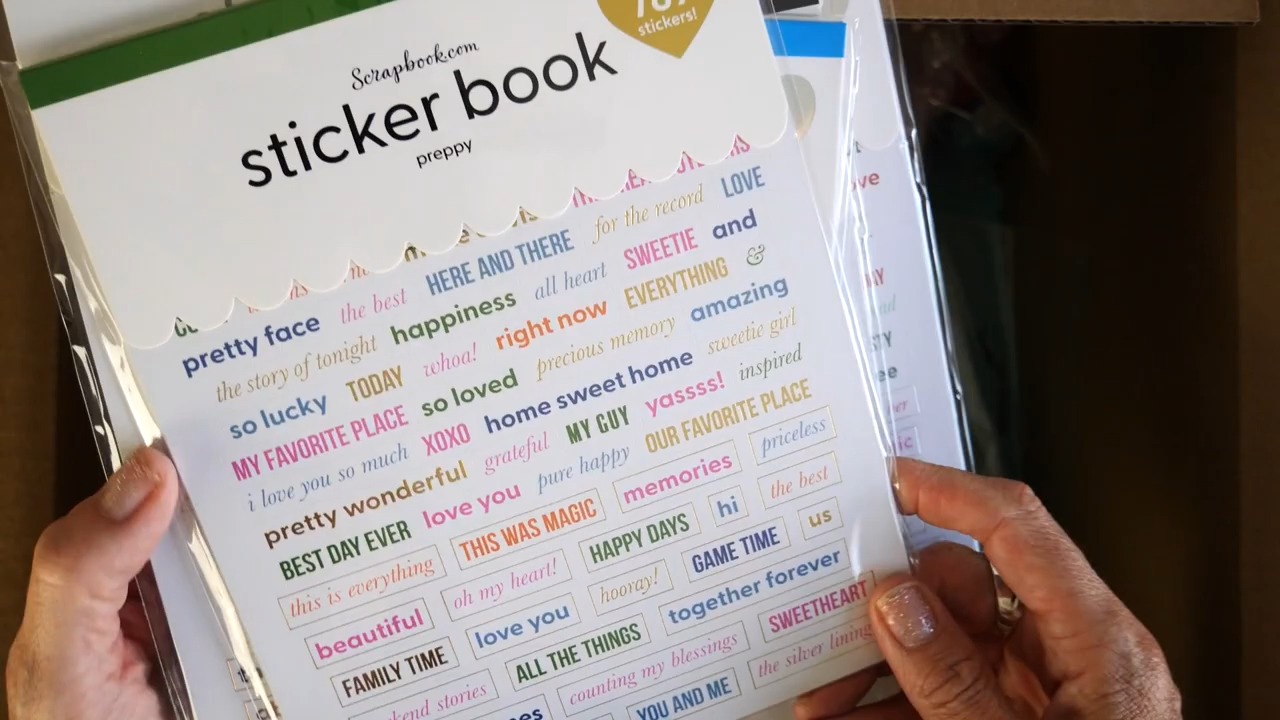 stickers!
Scrapbook.com
sticker book
preppy
HERE AND THERE for the record LOVE
pretty face the best happiness all heart SWEETIE and
the story of tonight whoa! right now EVERYTHING &
so lucky TODAY so loved precious memory amazing
MY FAVORITE PLACE XOXO home sweet home sweetie girl
i love you so much grateful MY GUY yassss! inspired
pretty wonderful love you pure happy OUR FAVORITE PLACE
BEST DAY EVER THIS WAS MAGIC memories priceless
this is everything oh my heart! HAPPY DAYS hi the best
beautiful love you hooray! GAME TIME us
FAMILY TIME ALL THE THINGS together forever
counting my blessings SWEETHEART
YOU AND ME the silver lining